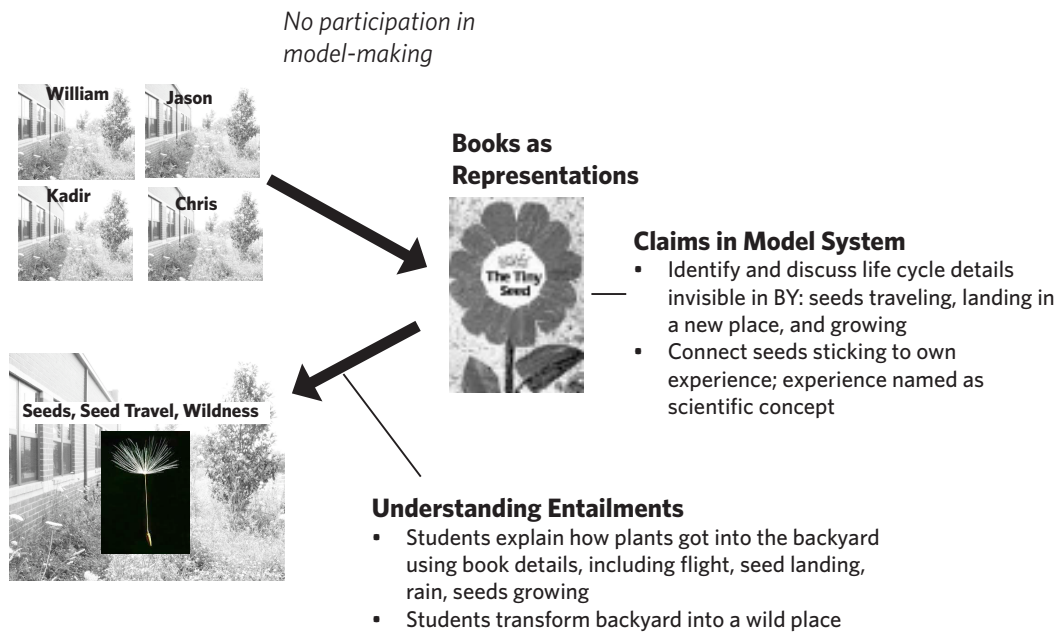 No participation in
model-making
William
Jason
Kadir
Chris
Books as
Representations
The Tiny
Seed
Claims in Model System
• Identify and discuss life cycle details
invisible in BY: seeds traveling, landing in
a new place, and growing
• Connect seeds sticking to own
experience; experience named as
scientific concept
Seeds, Seed Travel, Wildness
Understanding Entailments
• Students explain how plants got into the backyard
using book details, including flight, seed landing,
rain, seeds growing
• Students transform backyard into a wild place